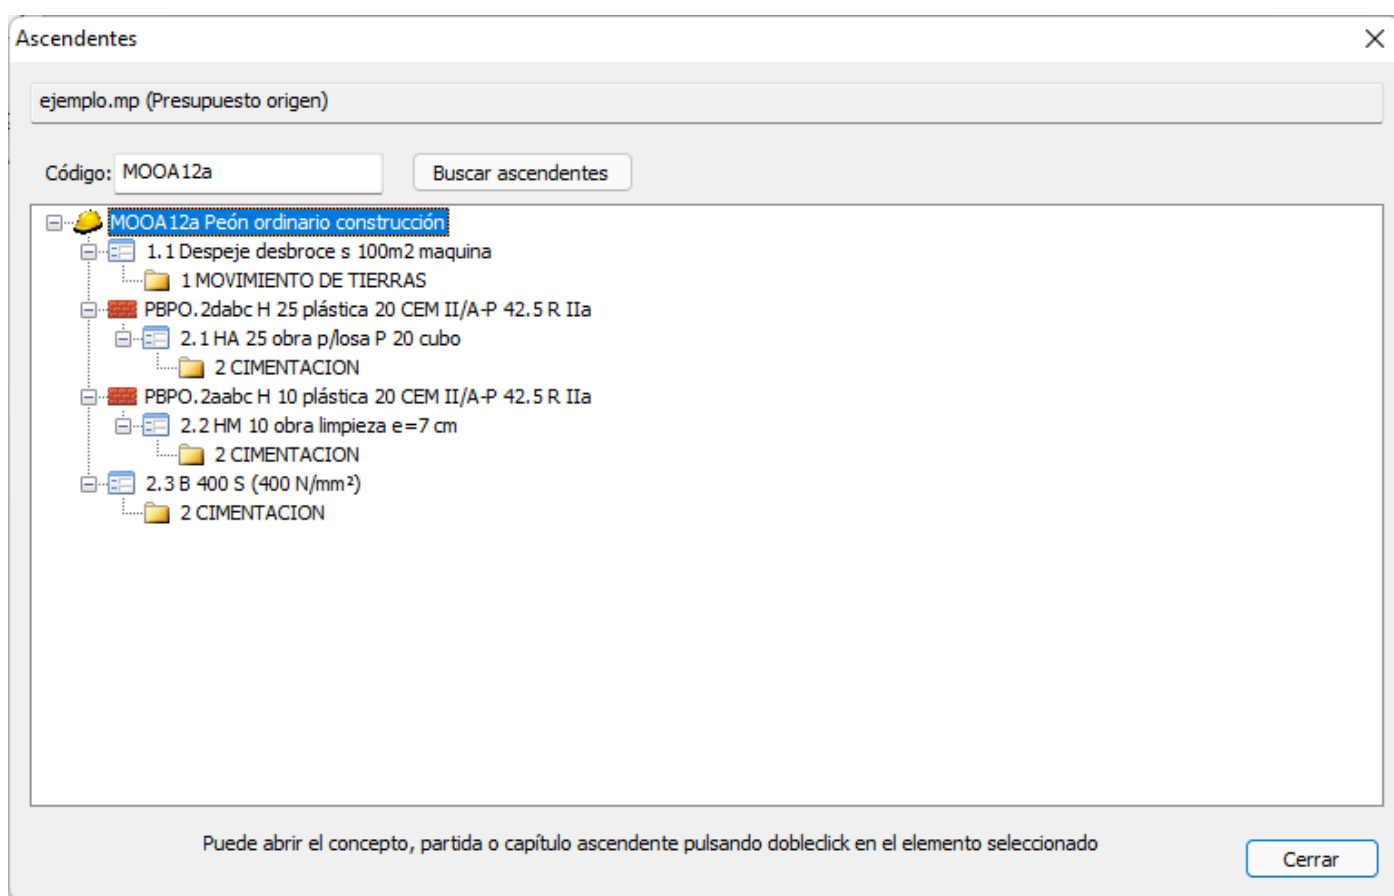 Ascendentes
ejemplo.mp (Presupuesto origen)
Código: MOOA12a Buscar ascendentes
MOOA12a Peón ordinario construcción
1.1 Despeje desbroce s 100m2 maquina
1 MOVIMIENTO DE TIERRAS
PBPO.2dabc H 25 plástica 20 CEM II/A-P 42.5 R IIa
2.1 HA 25 obra p/losa P 20 cubo
2 CIMENTACION
PBPO.2aabc H 10 plástica 20 CEM II/A-P 42.5 R IIa
2.2 HM 10 obra limpieza e=7 cm
2 CIMENTACION
2.3 B 400 S (400 N/mm²)
2 CIMENTACION
Puede abrir el concepto, partida o capítulo ascendente pulsando dobleclick en el elemento seleccionado
Cerrar